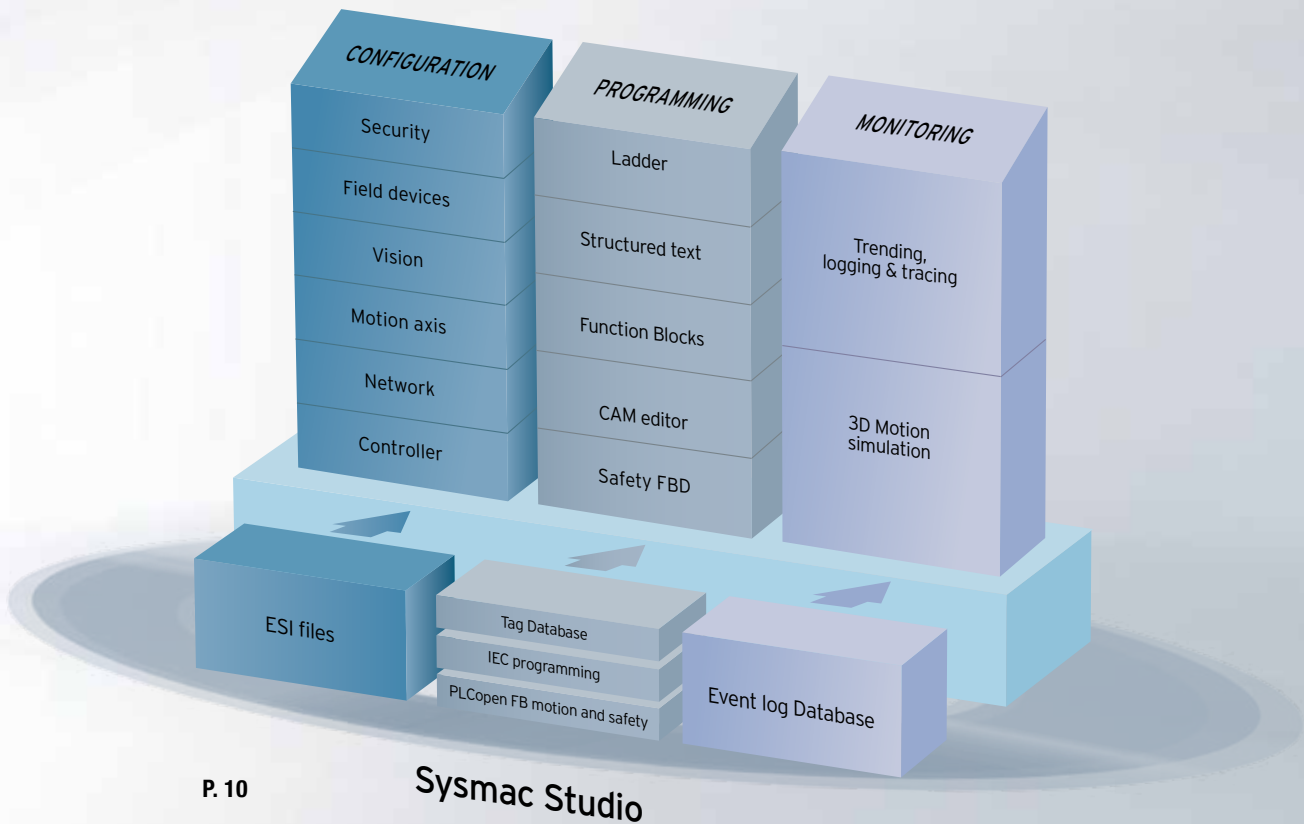 CONFIGURATION
Security
Field devices
Vision
Motion axis
Network
Controller
PROGRAMMING
Ladder
Structured text
Function Blocks
CAM editor
Safety FBD
MONITORING
Trending,
logging & tracing
3D Motion
simulation
ESI files
Tag Database
IEC programming
PLCopen FB motion and safety
Event log Database
P. 10
Sysmac Studio